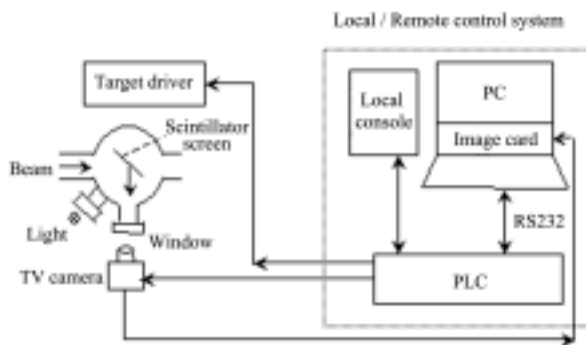 Local / Remote control system
Target driver
Local
console
PC
Image card
Scintillator
screen
Beam
Light
Window
TV camera
RS232
PLC